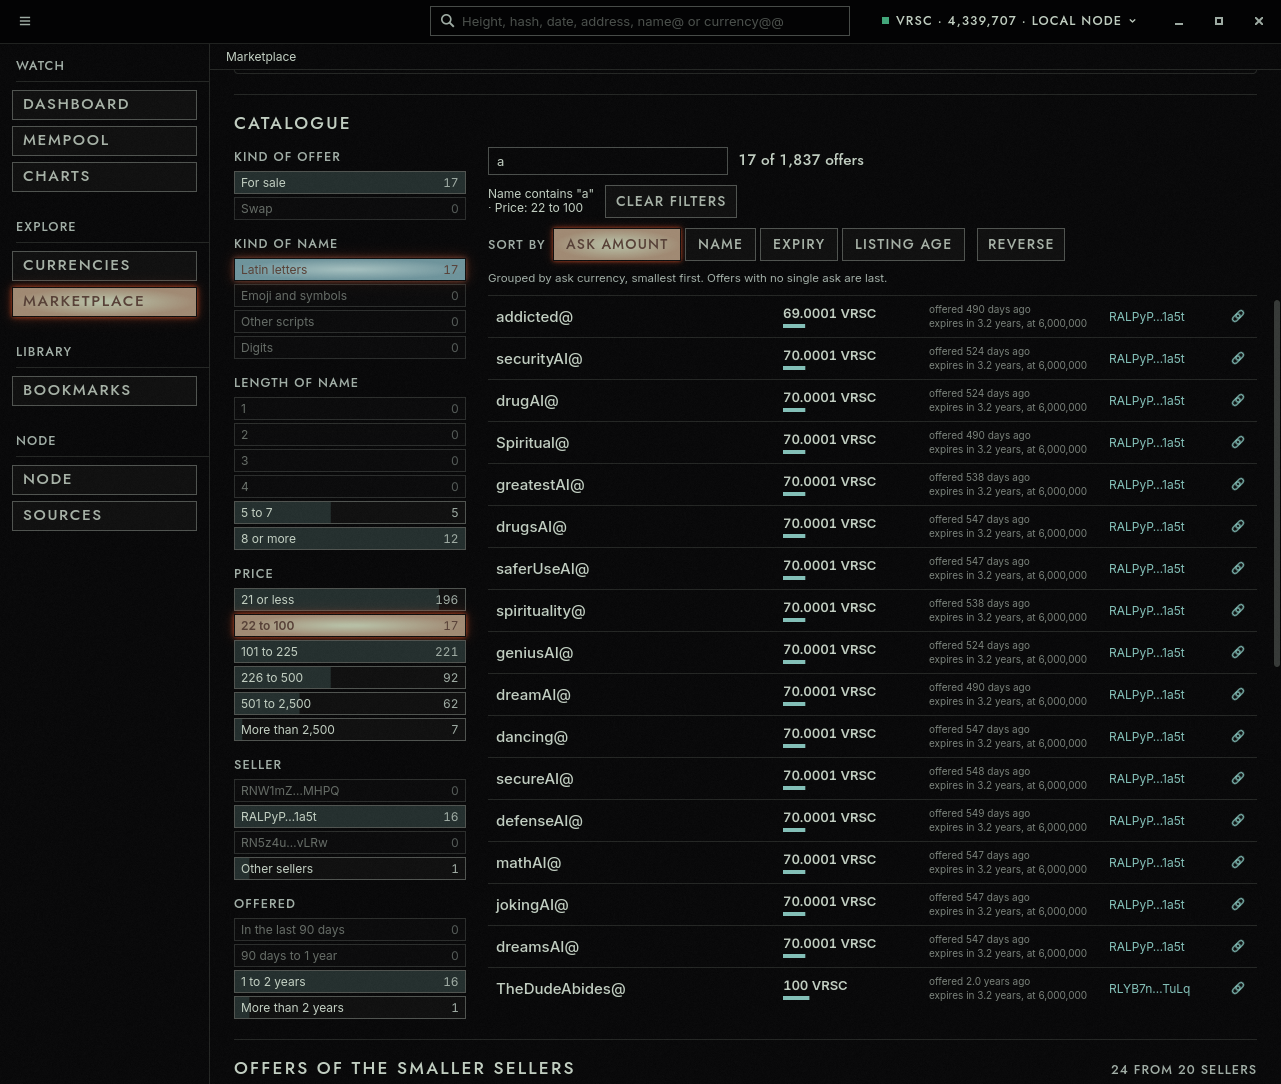 Height, hash, date, address, name@ or currency@@
VRSC · 4,339,707 · LOCAL NODE
WATCH
DASHBOARD
MEMPOOL
CHARTS
EXPLORE
CURRENCIES
MARKETPLACE
LIBRARY
BOOKMARKS
NODE
NODE
SOURCES
Marketplace
CATALOGUE
KIND OF OFFER
For sale 17
Swap 0
KIND OF NAME
Latin letters 17
Emoji and symbols 0
Other scripts 0
Digits 0
LENGTH OF NAME
1 0
2 0
3 0
4 0
5 to 7 5
8 or more 12
PRICE
21 or less 196
22 to 100 17
101 to 225 221
226 to 500 92
501 to 2,500 62
More than 2,500 7
SELLER
RNW1mZ...MHPQ 0
RALPyP...1a5t 16
RN5z4u...vLRw 0
Other sellers 1
OFFERED
In the last 90 days 0
90 days to 1 year 0
1 to 2 years 16
More than 2 years 1
a
17 of 1,837 offers
Name contains "a"
· Price: 22 to 100
CLEAR FILTERS
SORT BY ASK AMOUNT NAME EXPIRY LISTING AGE REVERSE
Grouped by ask currency, smallest first. Offers with no single ask are last.
addicted@ 69.0001 VRSC offered 490 days ago RALPyP...1a5t
expires in 3.2 years, at 6,000,000
securityAI@ 70.0001 VRSC offered 524 days ago RALPyP...1a5t
expires in 3.2 years, at 6,000,000
drugAI@ 70.0001 VRSC offered 524 days ago RALPyP...1a5t
expires in 3.2 years, at 6,000,000
Spiritual@ 70.0001 VRSC offered 490 days ago RALPyP...1a5t
expires in 3.2 years, at 6,000,000
greatestAI@ 70.0001 VRSC offered 538 days ago RALPyP...1a5t
expires in 3.2 years, at 6,000,000
drugsAI@ 70.0001 VRSC offered 547 days ago RALPyP...1a5t
expires in 3.2 years, at 6,000,000
saferUseAI@ 70.0001 VRSC offered 547 days ago RALPyP...1a5t
expires in 3.2 years, at 6,000,000
spirituality@ 70.0001 VRSC offered 538 days ago RALPyP...1a5t
expires in 3.2 years, at 6,000,000
geniusAI@ 70.0001 VRSC offered 524 days ago RALPyP...1a5t
expires in 3.2 years, at 6,000,000
dreamAI@ 70.0001 VRSC offered 490 days ago RALPyP...1a5t
expires in 3.2 years, at 6,000,000
dancing@ 70.0001 VRSC offered 547 days ago RALPyP...1a5t
expires in 3.2 years, at 6,000,000
secureAI@ 70.0001 VRSC offered 548 days ago RALPyP...1a5t
expires in 3.2 years, at 6,000,000
defenseAI@ 70.0001 VRSC offered 549 days ago RALPyP...1a5t
expires in 3.2 years, at 6,000,000
mathAI@ 70.0001 VRSC offered 547 days ago RALPyP...1a5t
expires in 3.2 years, at 6,000,000
jokingAI@ 70.0001 VRSC offered 547 days ago RALPyP...1a5t
expires in 3.2 years, at 6,000,000
dreamsAI@ 70.0001 VRSC offered 547 days ago RALPyP...1a5t
expires in 3.2 years, at 6,000,000
TheDudeAbides@ 100 VRSC offered 2.0 years ago RLYB7n...TuLq
expires in 3.2 years, at 6,000,000
OFFERS OF THE SMALLER SELLERS
24 FROM 20 SELLERS